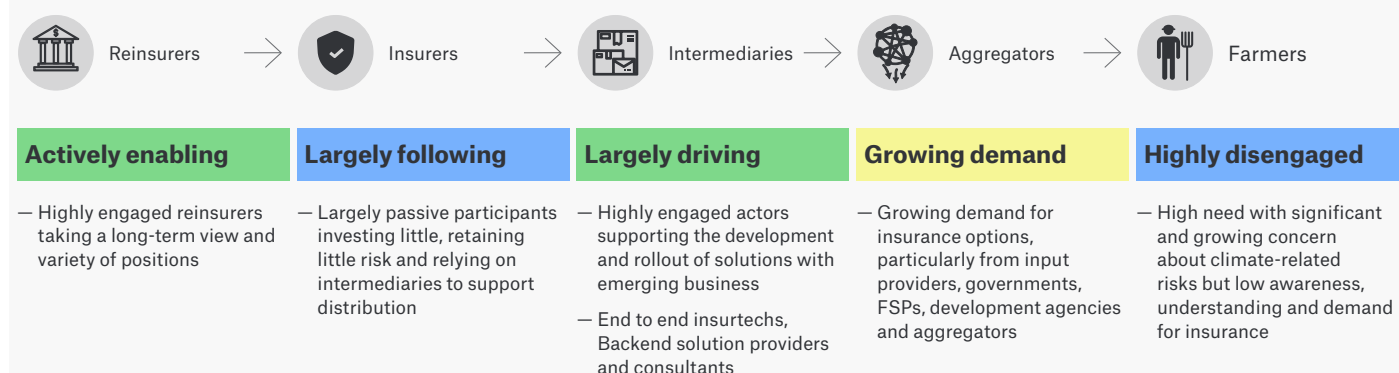 Reinsurers
Insurers
Intermediaries
Aggregators
Farmers
Actively enabling
Largely following
Largely driving
Growing demand
Highly disengaged
— Highly engaged reinsurers
taking a long-term view and
variety of positions
— Largely passive participants
investing little, retaining
little risk and relying on
intermediaries to support
distribution
— Highly engaged actors
supporting the development
and rollout of solutions with
emerging business
— End to end insurtechs,
Backend solution providers
and consultants
— Growing demand for
insurance options,
particularly from input
providers, governments,
FSPs, development agencies
and aggregators
— High need with significant
and growing concern
about climate-related
risks but low awareness,
understanding and demand
for insurance